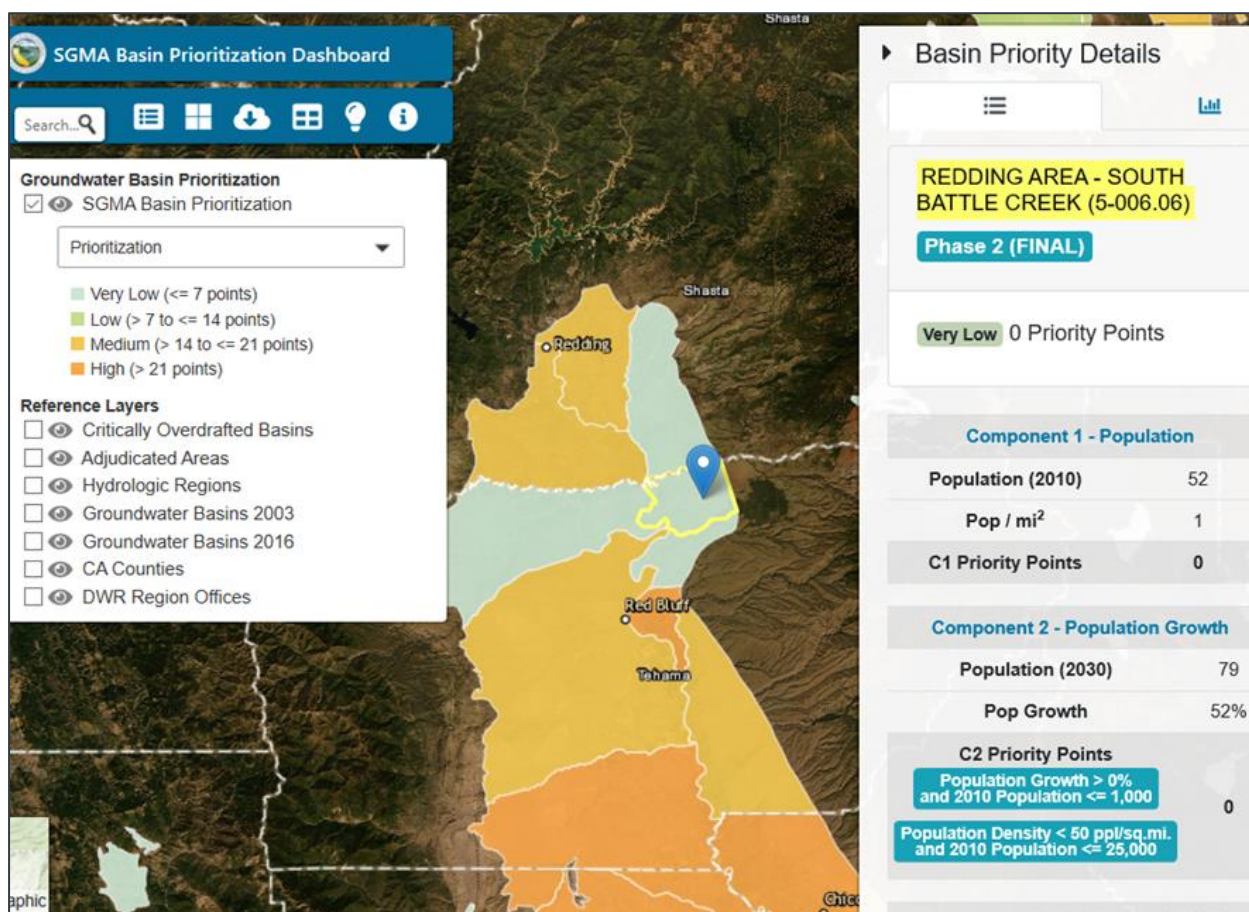 SGMA Basin Prioritization Dashboard
Search...
Groundwater Basin Prioritization
SGMA Basin Prioritization
Prioritization
Very Low (<= 7 points)
Low (> 7 to <= 14 points)
Medium (> 14 to <= 21 points)
High (> 21 points)
Reference Layers
Critically Overdrafted Basins
Adjudicated Areas
Hydrologic Regions
Groundwater Basins 2003
Groundwater Basins 2016
CA Counties
DWR Region Offices
aphic
Shasta
Shasta
Redding
Red Bluff
Tehama
Chico
Basin Priority Details
REDDING AREA - SOUTH
BATTLE CREEK (5-006.06)
Phase 2 (FINAL)
Very Low 0 Priority Points
Component 1 - Population
Population (2010) 52
Pop / mi² 1
C1 Priority Points 0
Component 2 - Population Growth
Population (2030) 79
Pop Growth 52%
C2 Priority Points
Population Growth > 0%
and 2010 Population <= 1,000
0
Population Density < 50 ppl/sq.mi.
and 2010 Population <= 25,000